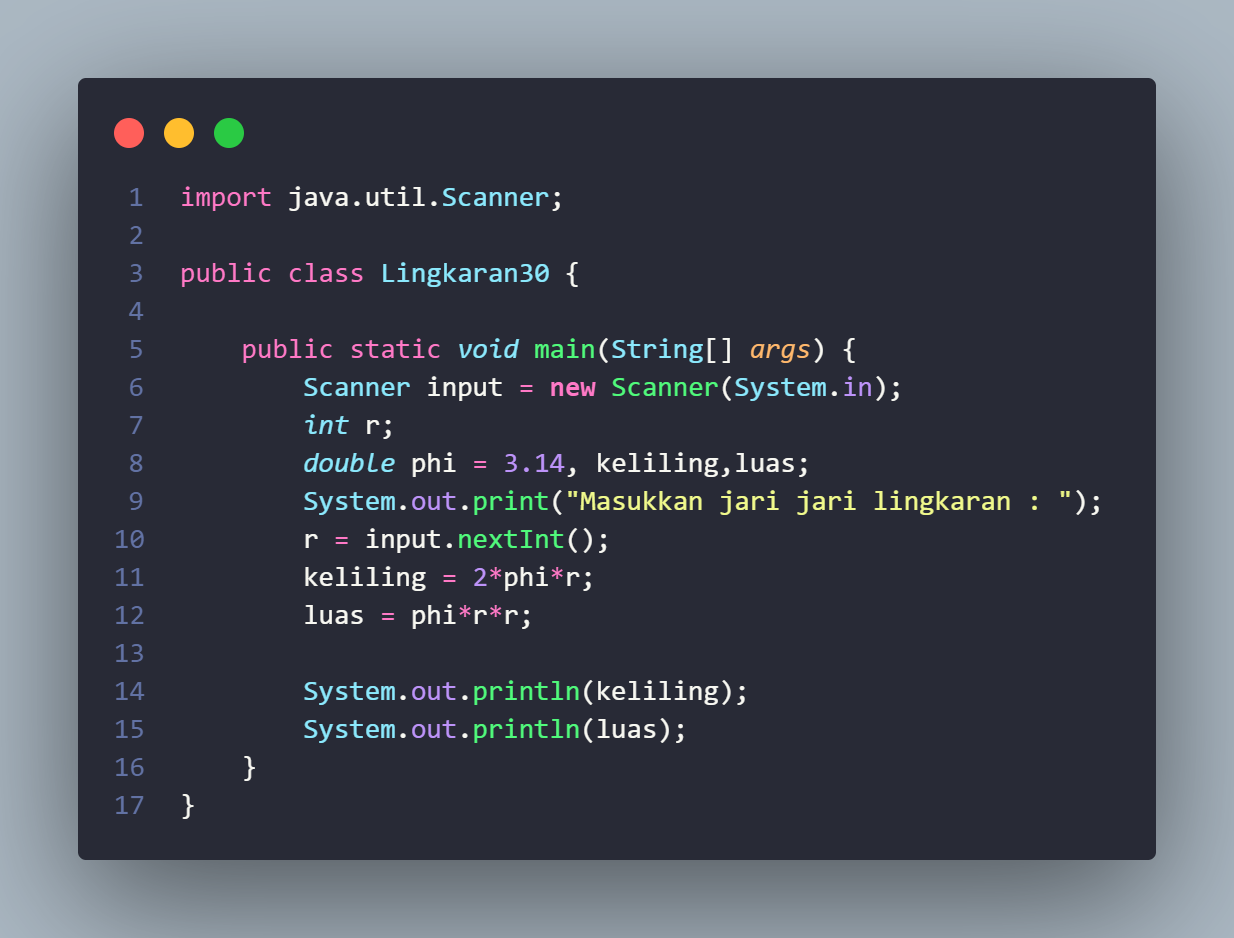 1 import java.util.Scanner;
2
3 public class Lingkaran30 {
4
5     public static void main(String[] args) {
6         Scanner input = new Scanner(System.in);
7         int r;
8         double phi = 3.14, keliling,luas;
9         System.out.print("Masukkan jari jari lingkaran : ");
10         r = input.nextInt();
11         keliling = 2*phi*r;
12         luas = phi*r*r;
13
14         System.out.println(keliling);
15         System.out.println(luas);
16     }
17 }